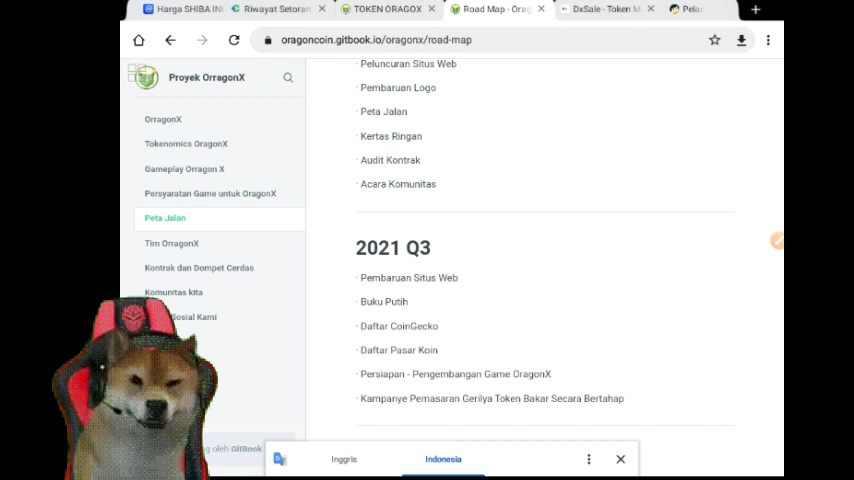 Harga SHIBA INU
Riwayat Setoran
TOKEN ORAGOX
Road Map - Orag
DxSale - Token M
Pela
oragoncoin.gitbook.io/oragonx/road-map
Proyek OrragonX
OrragonX
Tokenomics OragonX
Gameplay Orragon X
Persyaratan Game untuk OragonX
Peta Jalan
Tim OrragonX
Kontrak dan Dompet Cerdas
Komunitas kita
Sosial Kami
oleh GitBook
· Peluncuran Situs Web
· Pembaruan Logo
· Peta Jalan
· Kertas Ringan
· Audit Kontrak
· Acara Komunitas
2021 Q3
· Pembaruan Situs Web
· Buku Putih
· Daftar CoinGecko
· Daftar Pasar Koin
· Persiapan - Pengembangan Game OragonX
· Kampanye Pemasaran Gerilya Token Bakar Secara Bertahap
Inggris
Indonesia